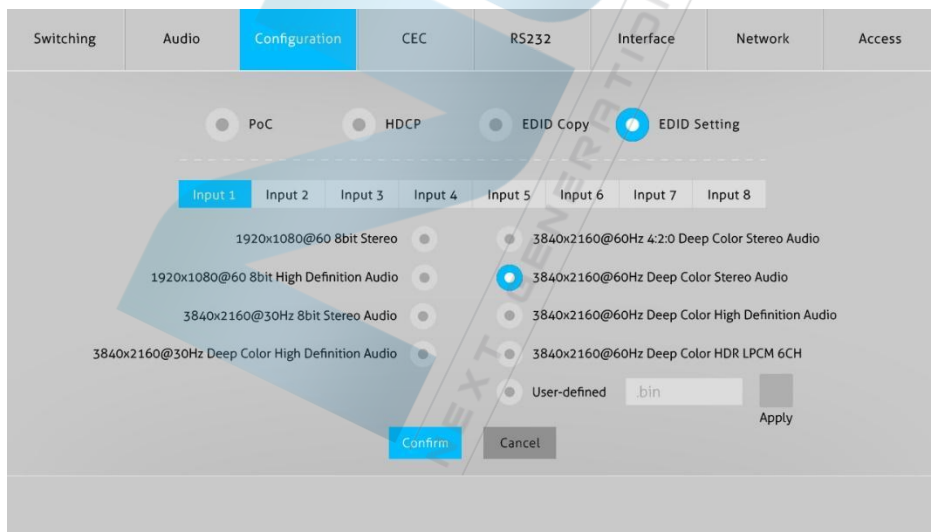 Switching Audio Configuration CEC RS232 Interface Network Access
PoC HDCP EDID Copy EDID Setting
Input 1 Input 2 Input 3 Input 4 Input 5 Input 6 Input 7 Input 8
1920x1080@60 8bit Stereo 3840x2160@60Hz 4:2:0 Deep Color Stereo Audio
1920x1080@60 8bit High Definition Audio 3840x2160@60Hz Deep Color Stereo Audio
3840x2160@30Hz 8bit Stereo Audio 3840x2160@60Hz Deep Color High Definition Audio
3840x2160@30Hz Deep Color High Definition Audio 3840x2160@60Hz Deep Color HDR LPCM 6CH
User-defined .bin
Apply
Confirm Cancel
NEXT GENERATION